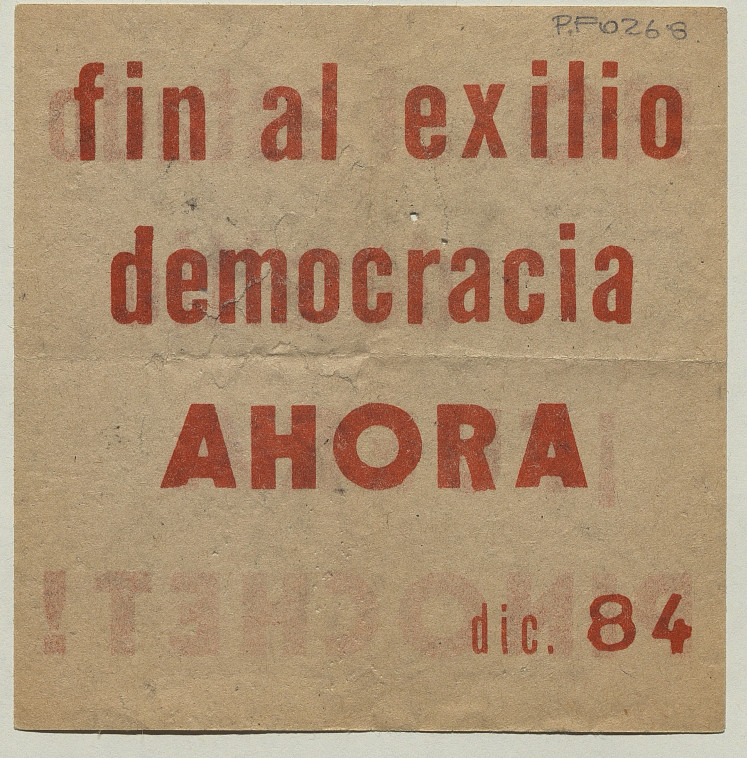 P.F0268
fin al exilio
democracia
AHORA
dic. 84